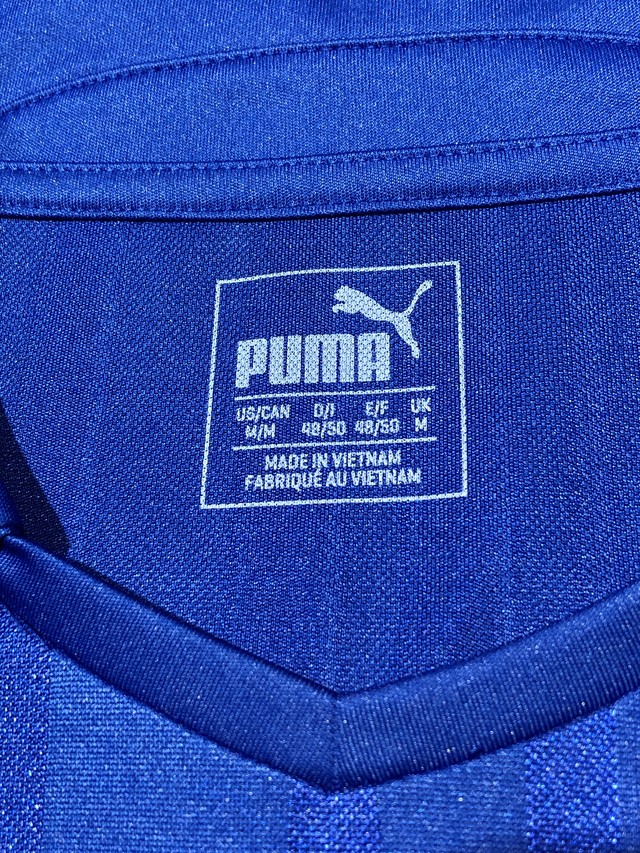 PUMA
US/CAN D/I E/F UK
M/M 48/50 48/50 M
MADE IN VIETNAM
FABRIQUÉ AU VIETNAM